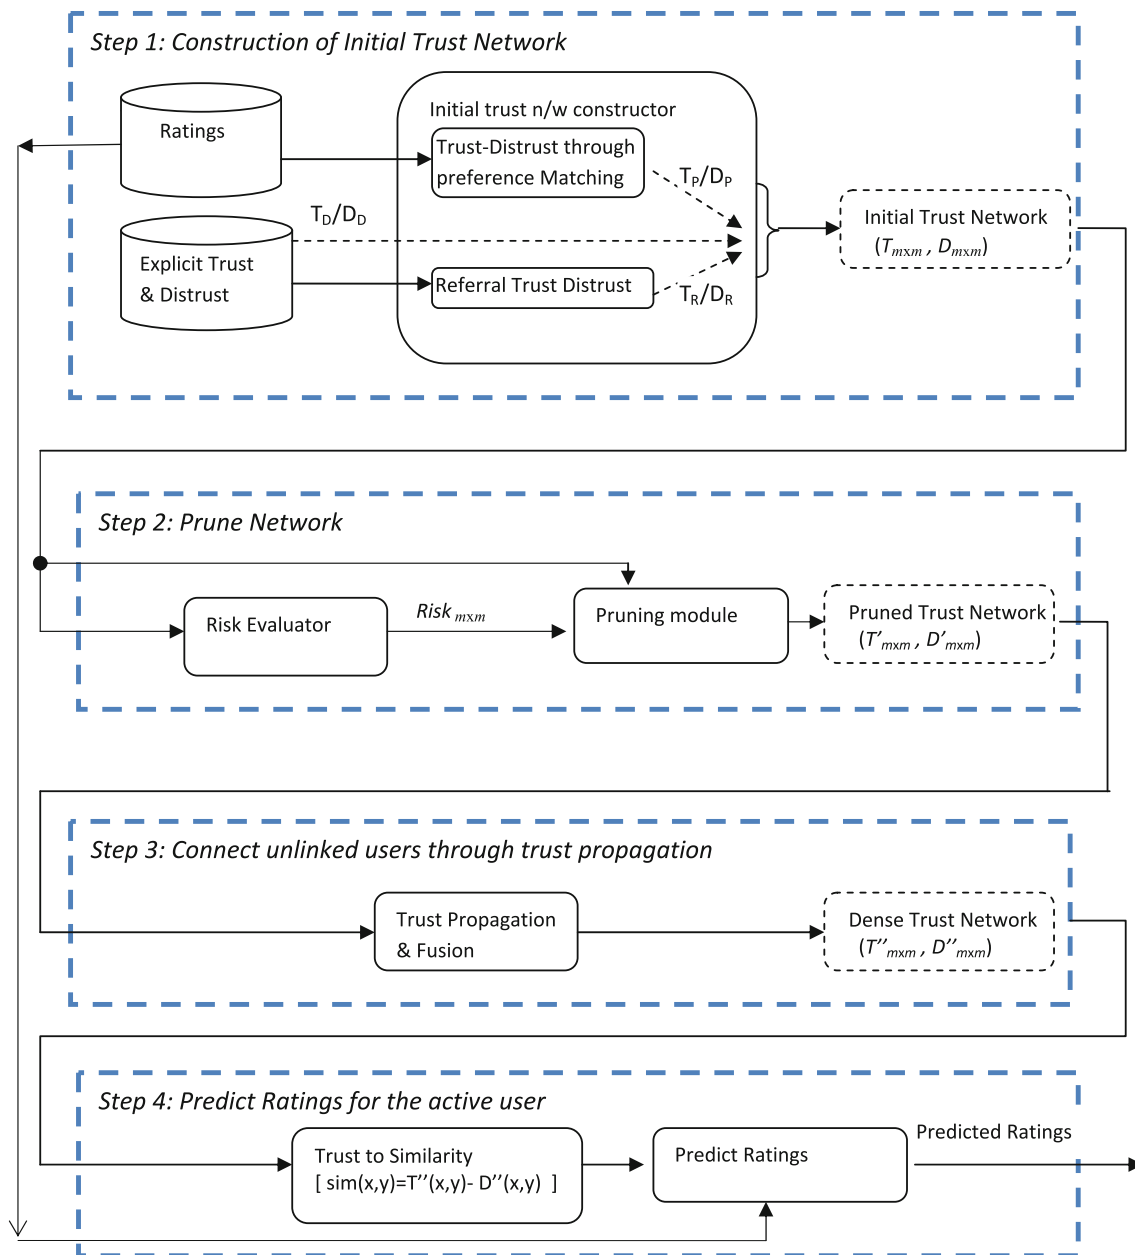 Step 1: Construction of Initial Trust Network
Ratings
Initial trust n/w constructor
Trust-Distrust through
preference Matching
T_P/D_P
T_D/D_D
Explicit Trust
& Distrust
Referral Trust Distrust
T_R/D_R
Initial Trust Network
(T_mxm , D_mxm)
Step 2: Prune Network
Risk Evaluator
Risk_mxm
Pruning module
Pruned Trust Network
(T'_mxm , D'_mxm)
Step 3: Connect unlinked users through trust propagation
Trust Propagation
& Fusion
Dense Trust Network
(T''_mxm , D''_mxm)
Step 4: Predict Ratings for the active user
Trust to Similarity
[ sim(x,y)=T''(x,y)- D''(x,y) ]
Predict Ratings
Predicted Ratings